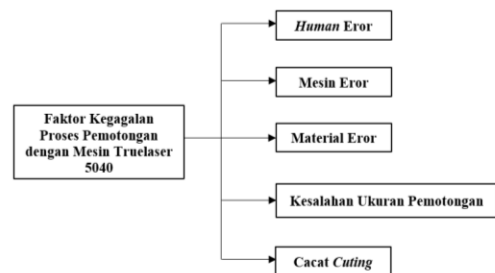 Human Eror
Mesin Eror
Faktor Kegagalan
Proses Pemotongan
dengan Mesin Truelaser
5040
Material Eror
Kesalahan Ukuran Pemotongan
Cacat Cuting